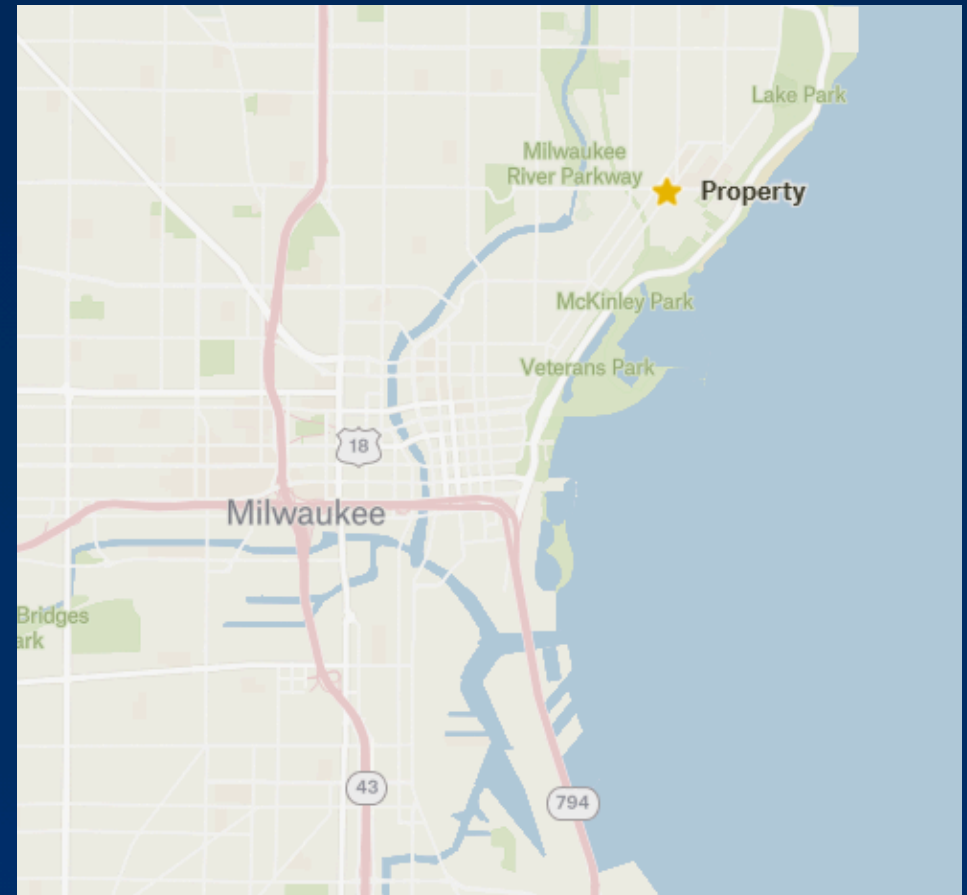 Lake Park
Milwaukee
River Parkway
Property
McKinley Park
Veterans Park
18
Milwaukee
Bridges
ark
43
794